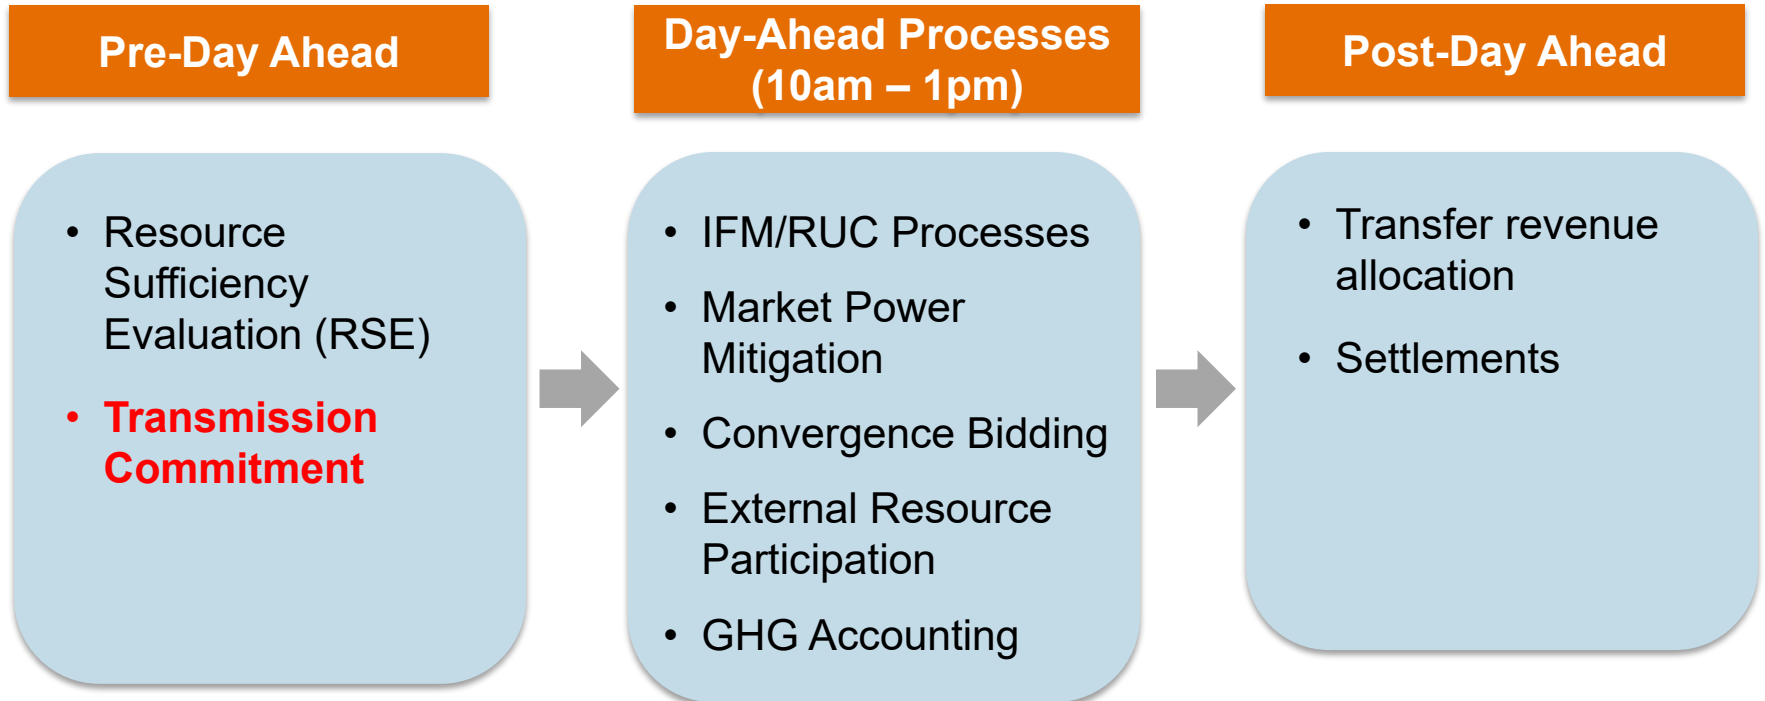 Pre-Day Ahead
• Resource
Sufficiency
Evaluation (RSE)
• Transmission
Commitment
Day-Ahead Processes
(10am – 1pm)
• IFM/RUC Processes
• Market Power
Mitigation
• Convergence Bidding
• External Resource
Participation
• GHG Accounting
Post-Day Ahead
• Transfer revenue
allocation
• Settlements